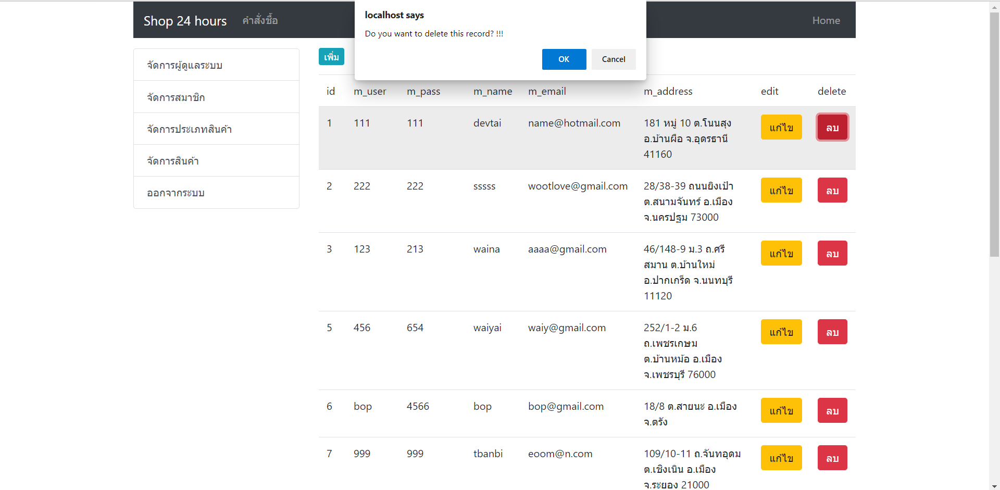 localhost says
Do you want to delete this record? !!!
OK Cancel
Shop 24 hours คำสั่งซื้อ Home
จัดการผู้ดูแลระบบ
จัดการสมาชิก
จัดการประเภทสินค้า
จัดการสินค้า
ออกจากระบบ
เพิ่ม
id m_user m_pass m_name m_email m_address edit delete
1 111 111 devtai name@hotmail.com 181 หมู่ 10 ต.โนนสุง แก้ไข ลบ
อ.บ้านผือ จ.อุดรธานี
41160
2 222 222 sssss wootlove@gmail.com 28/38-39 ถนนยิงเป้า แก้ไข ลบ
ต.สนามจันทร์ อ.เมือง
จ.นครปฐม 73000
3 123 213 waina aaaa@gmail.com 46/148-9 ม.3 ถ.ศรี แก้ไข ลบ
สมาน ต.บ้านใหม่
อ.ปากเกร็ด จ.นนทบุรี
11120
5 456 654 waiyai waiy@gmail.com 252/1-2 ม.6 แก้ไข ลบ
ถ.เพชรเกษม
ต.บ้านหม้อ อ.เมือง
จ.เพชรบุรี 76000
6 bop 4566 bop bop@gmail.com 18/8 ต.สายนะ อ.เมือง แก้ไข ลบ
จ.ตรัง
7 999 999 tbanbi eoom@n.com 109/10-11 ถ.จันทอุดม แก้ไข ลบ
ต.เชิงเนิน อ.เมือง
จ.ระยอง 21000